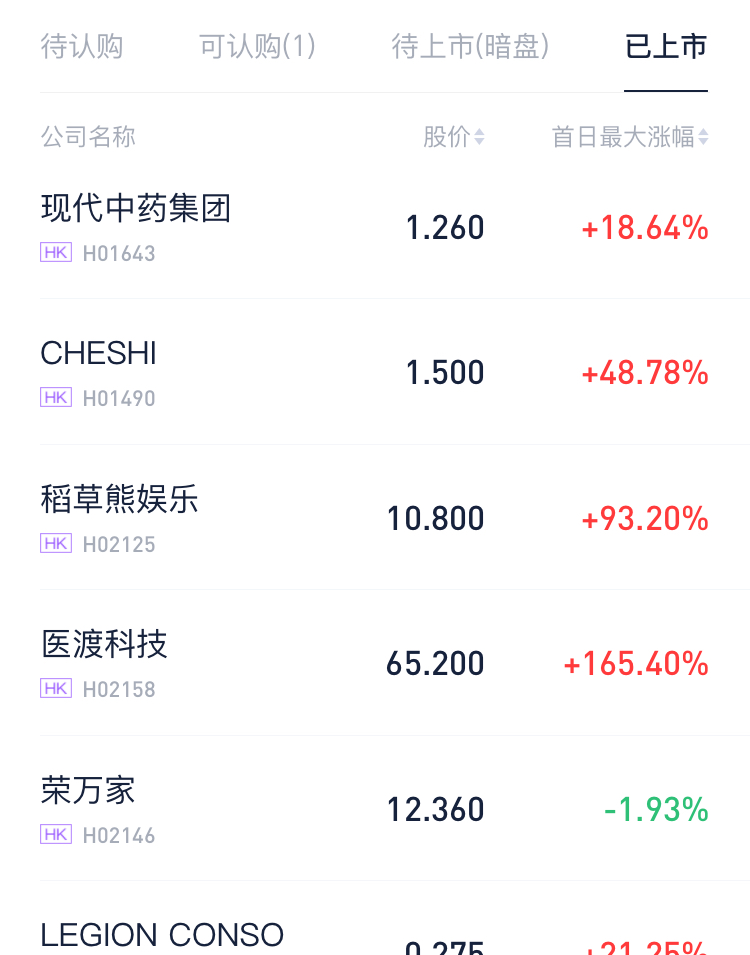 待认购 可认购(1) 待上市(暗盘) 已上市
公司名称 股价 首日最大涨幅
现代中药集团 1.260 +18.64%
HK H01643
CHESHI 1.500 +48.78%
HK H01490
稻草熊娱乐 10.800 +93.20%
HK H02125
医渡科技 65.200 +165.40%
HK H02158
荣万家 12.360 -1.93%
HK H02146
LEGION CONSO 0.275 +21.25%